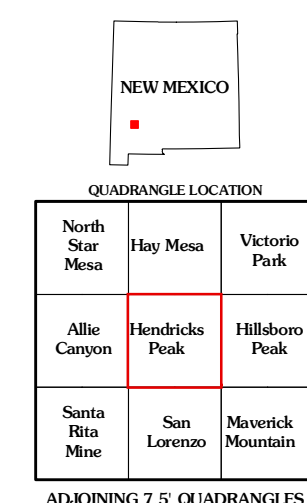 NEW MEXICO
QUADRANGLE LOCATION
North
Star
Mesa
Hay Mesa
Victorio
Park
Allie
Canyon
Hendricks
Peak
Hillsboro
Peak
Santa
Rita
Mine
San
Lorenzo
Maverick
Mountain
ADJOINING 7.5' QUADRANGLES